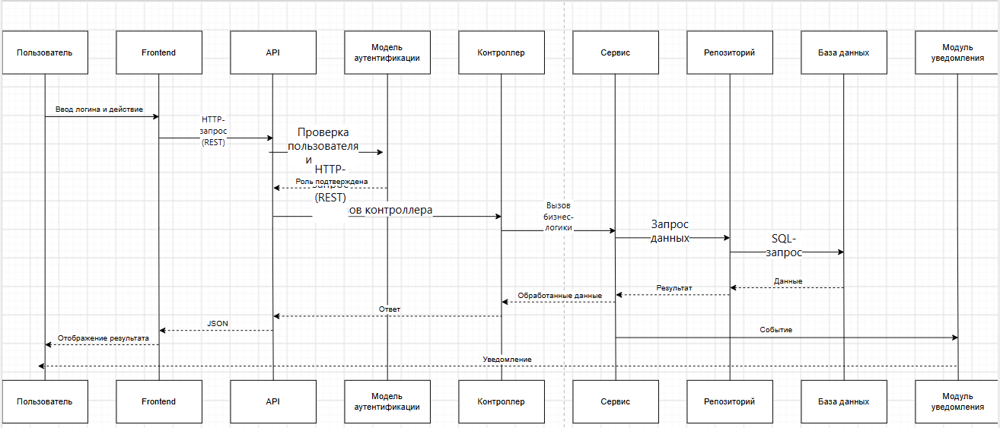 Пользователь
Frontend
API
Модель
аутентификации
Контроллер
Сервис
Репозиторий
База данных
Модуль
уведомления
Ввод логина и действие
HTTP-
запрос
(REST)
Проверка
пользователя
и
HTTP-
запрос
(REST)
Роль подтверждена
ов контроллера
Вызов
бизнес-
логики
Запрос
данных
SQL-
запрос
Данные
Результат
Обработанные данные
Ответ
JSON
Событие
Отображение результата
Уведомление
Пользователь
Frontend
API
Модель
аутентификации
Контроллер
Сервис
Репозиторий
База данных
Модуль
уведомления